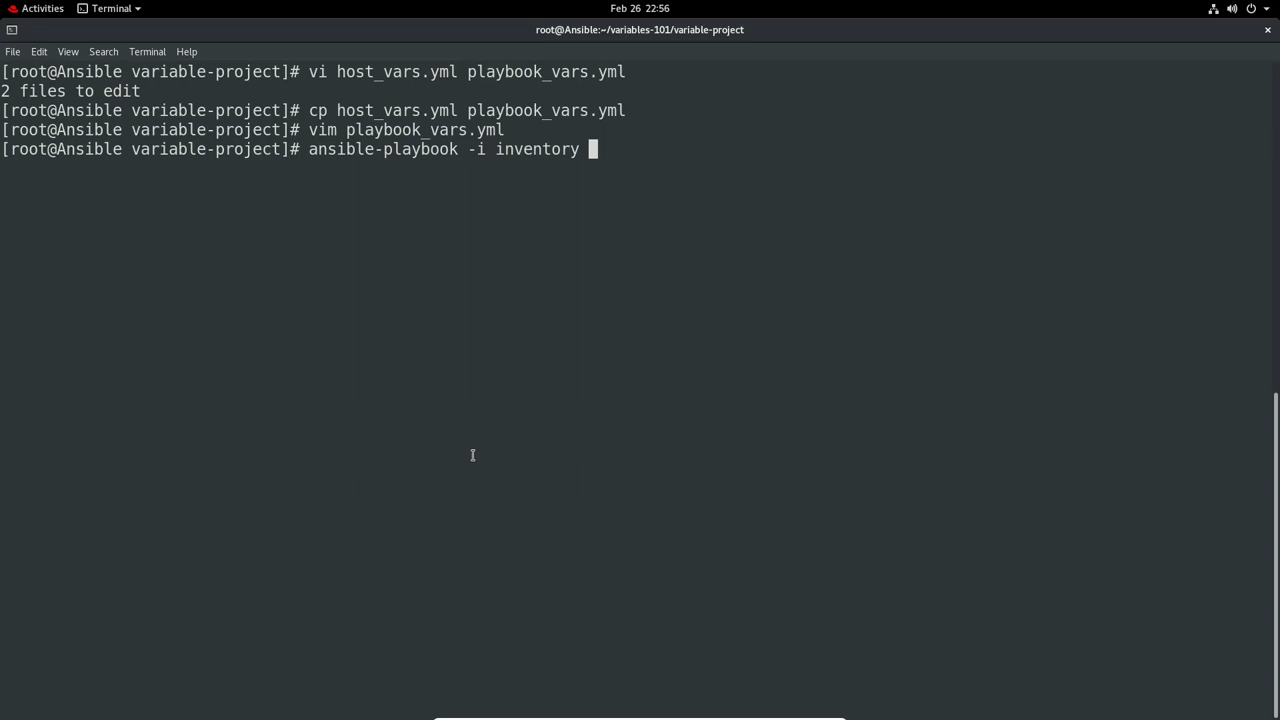 Activities Terminal Feb 26 22:56
root@Ansible:~/variables-101/variable-project ×
File Edit View Search Terminal Help
[root@Ansible variable-project]# vi host_vars.yml playbook_vars.yml
2 files to edit
[root@Ansible variable-project]# cp host_vars.yml playbook_vars.yml
[root@Ansible variable-project]# vim playbook_vars.yml
[root@Ansible variable-project]# ansible-playbook -i inventory